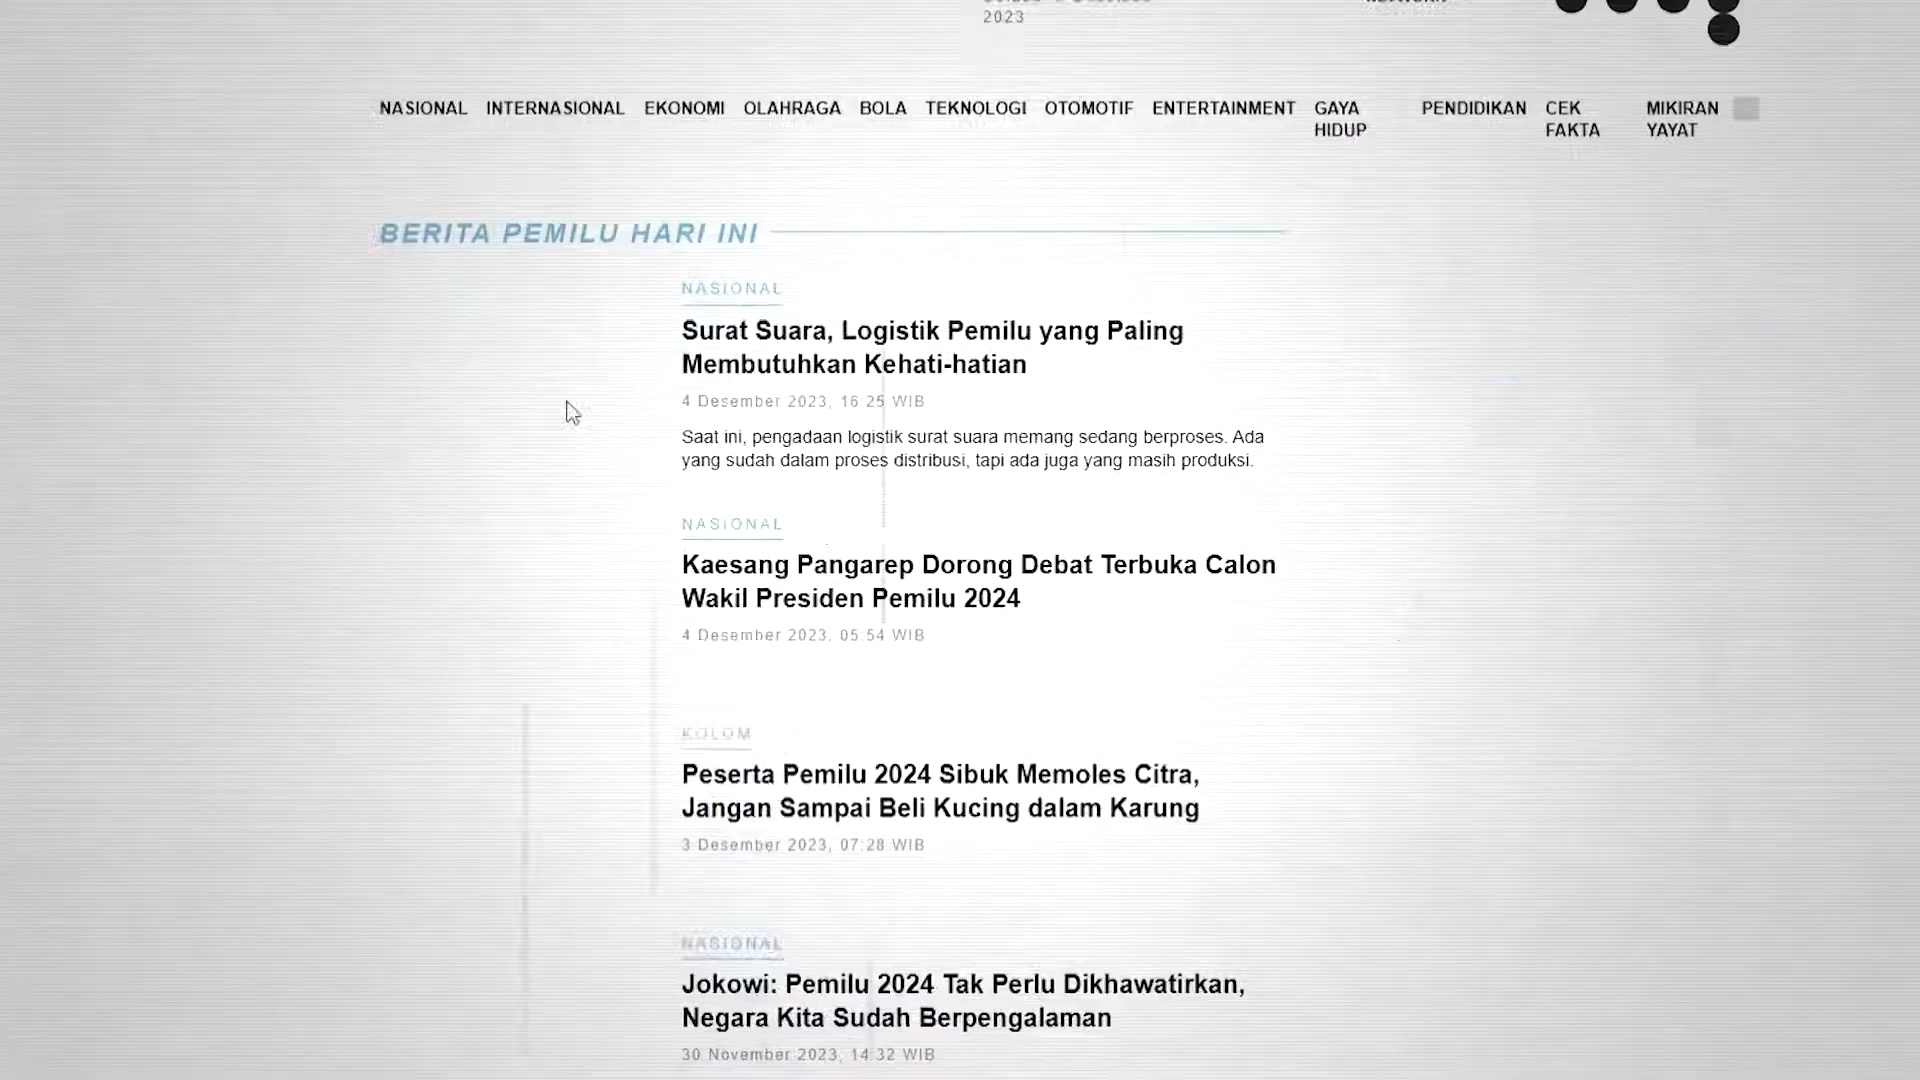 2023
NASIONAL INTERNASIONAL EKONOMI OLAHRAGA BOLA TEKNOLOGI OTOMOTIF ENTERTAINMENT GAYA HIDUP PENDIDIKAN CEK FAKTA MIKIRAN YAYAT
BERITA PEMILU HARI INI
NASIONAL
Surat Suara, Logistik Pemilu yang Paling
Membutuhkan Kehati-hatian
4 Desember 2023, 16:25 WIB
Saat ini, pengadaan logistik surat suara memang sedang berproses. Ada
yang sudah dalam proses distribusi, tapi ada juga yang masih produksi.
NASIONAL
Kaesang Pangarep Dorong Debat Terbuka Calon
Wakil Presiden Pemilu 2024
4 Desember 2023, 05:54 WIB
KOLOM
Peserta Pemilu 2024 Sibuk Memoles Citra,
Jangan Sampai Beli Kucing dalam Karung
3 Desember 2023, 07:28 WIB
NASIONAL
Jokowi: Pemilu 2024 Tak Perlu Dikhawatirkan,
Negara Kita Sudah Berpengalaman
30 November 2023, 14:32 WIB